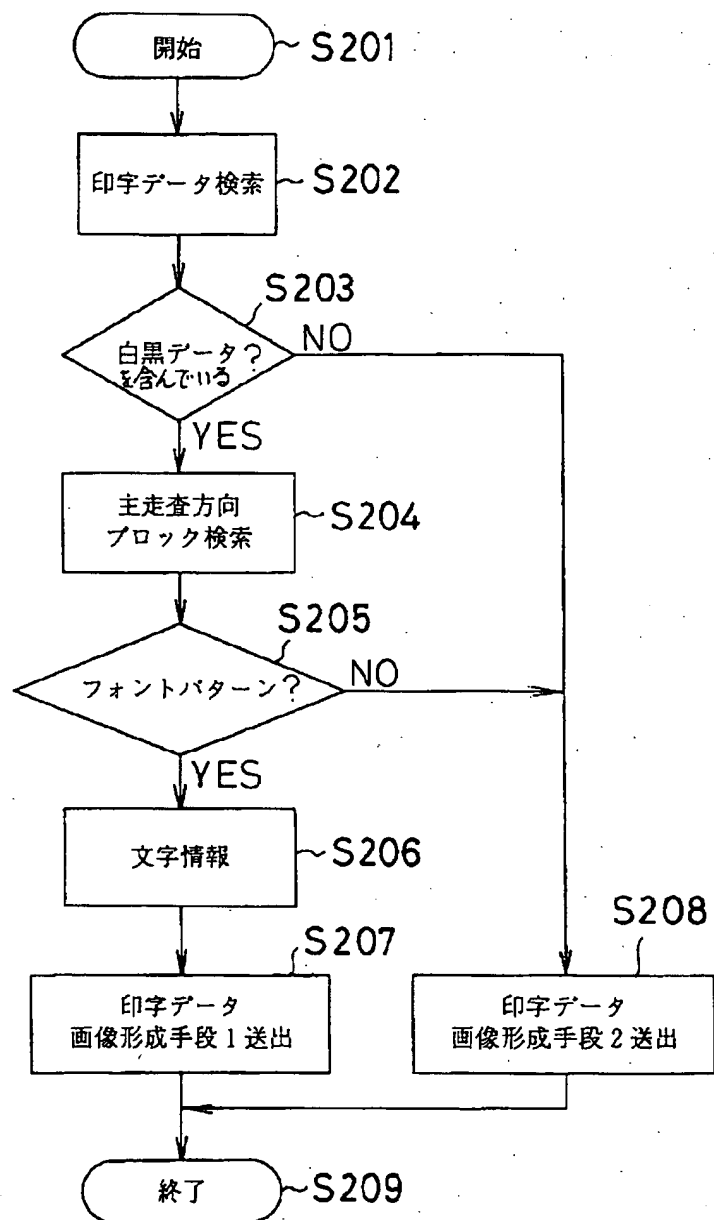 開始
S201
印字データ検索
S202
S203
白黒データ?
を含んでいる
NO
YES
主走査方向
ブロック検索
S204
S205
フォントパターン?
NO
YES
文字情報
S206
S207
印字データ
画像形成手段1送出
S208
印字データ
画像形成手段2送出
終了
S209